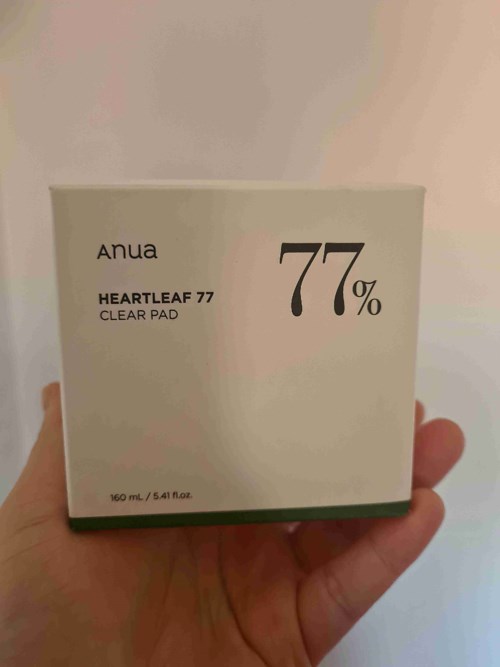 Anua
77%
HEARTLEAF 77
CLEAR PAD
160 mL / 5.41 fl.oz.